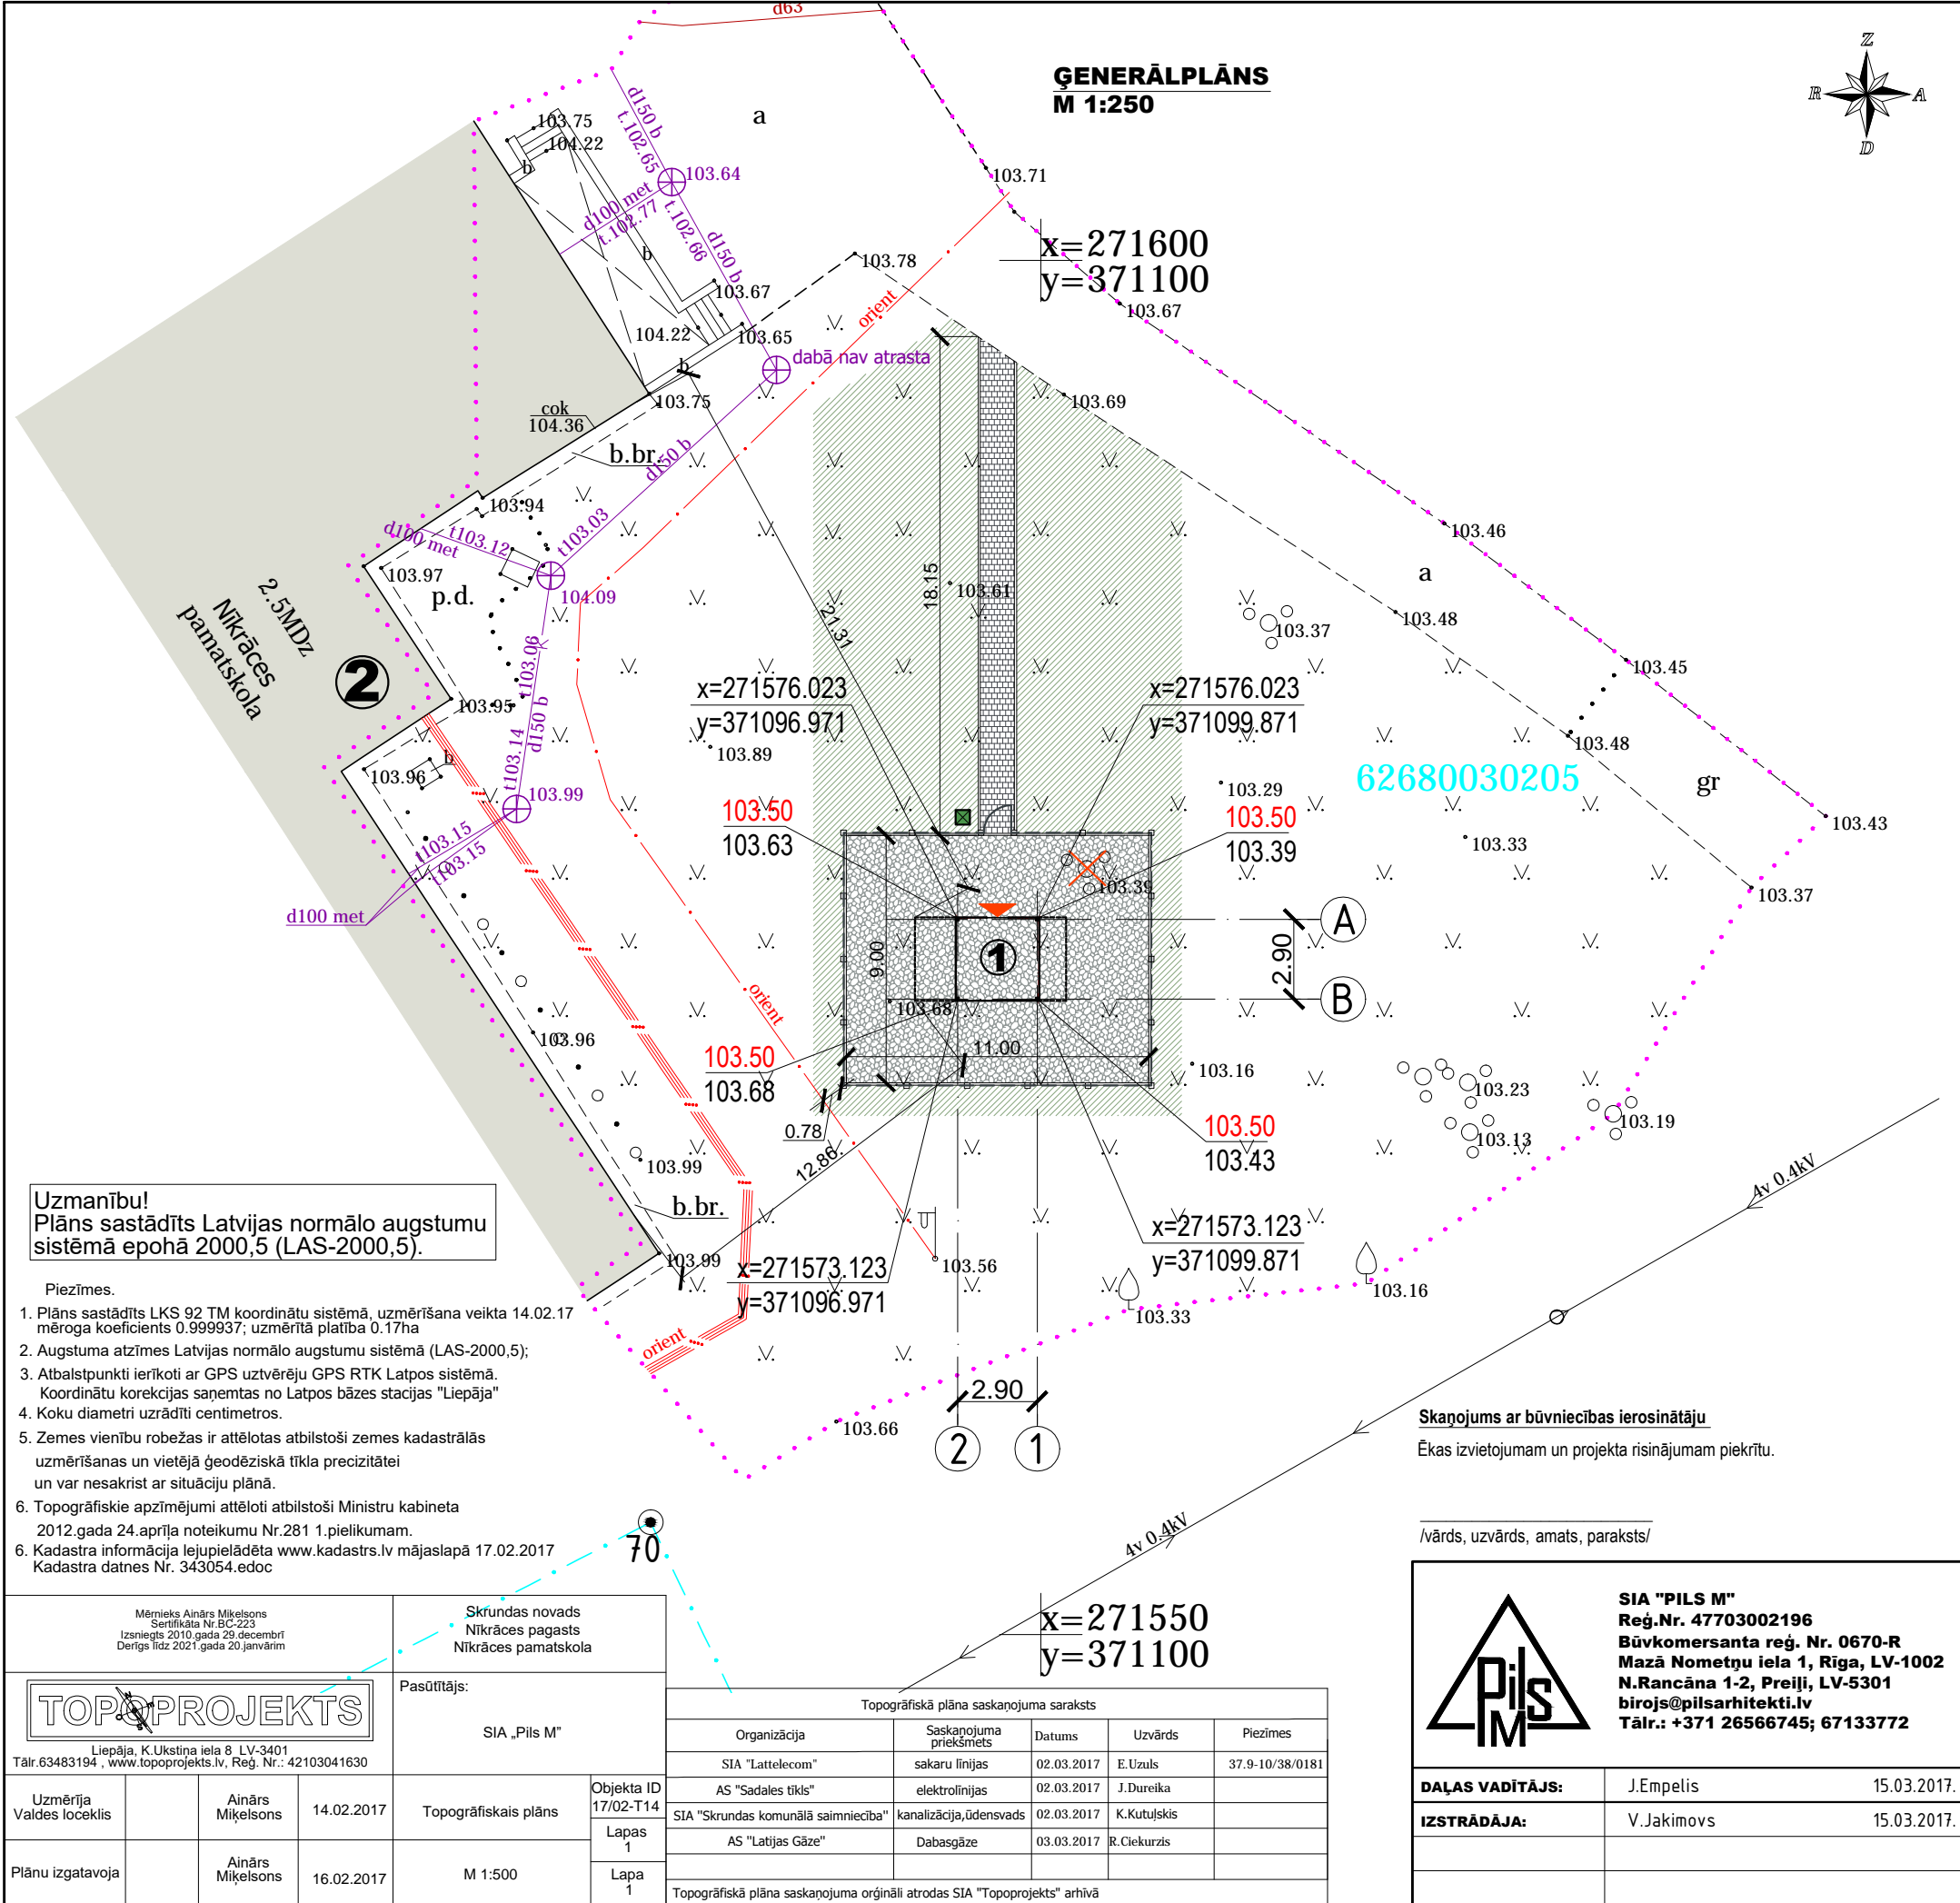 d63
ĢENERĀLPLĀNS
M 1:250
Z
R
A
D
a
103.75
104.22
b
d150 b
t.102.65
103.64
d100 met
t.102.77
t.102.66
d150 b
b
103.71
x=271600
y=371100
103.78
103.67
103.67
104.22
103.65
orient
dabā nav atrasta
b
103.75
103.69
cok
104.36
b.br.
d150 b
103.94
103.46
d100 met
t103.12
t103.03
103.97
p.d.
104.09
18.15
103.61
a
2.5MDz
Nīkrāces
pamatskola
2
21.31
103.37
103.48
t103.06
103.45
x=271576.023
y=371096.971
x=271576.023
y=371099.871
103.95
d150 b
t103.14
103.89
103.48
103.96
b
103.99
103.29
62680030205
gr
103.50
103.63
103.50
103.39
103.43
103.33
t103.15
t103.15
103.39
103.37
d100 met
A
9.00
1
2.90
B
orient
103.68
103.96
11.00
103.50
103.68
103.16
103.23
0.78
103.50
103.43
103.13
103.19
12.86
103.99
4v 0.4kV
b.br.
Uzmanību!
Plāns sastādīts Latvijas normālo augstumu
sistēmā epohā 2000,5 (LAS-2000,5).
x=271573.123
y=371099.871
103.99
x=271573.123
y=371096.971
103.56
103.16
103.33
orient
Piezīmes.
1. Plāns sastādīts LKS 92 TM koordinātu sistēmā, uzmērīšana veikta 14.02.17
mēroga koeficients 0.999937; uzmērītā platība 0.17ha
2. Augstuma atzīmes Latvijas normālo augstumu sistēmā (LAS-2000,5);
3. Atbalstpunkti ierīkoti ar GPS uztvērēju GPS RTK Latpos sistēmā.
Koordinātu korekcijas saņemtas no Latpos bāzes stacijas "Liepāja"
4. Koku diametri uzrādīti centimetros.
5. Zemes vienību robežas ir attēlotas atbilstoši zemes kadastrālās
uzmērīšanas un vietējā ģeodēziskā tīkla precizitātei
un var nesakrist ar situāciju plānā.
6. Topogrāfiskie apzīmējumi attēloti atbilstoši Ministru kabineta
2012.gada 24.aprīļa noteikumu Nr.281 1.pielikumam.
6. Kadastra informācija lejupielādēta www.kadastrs.lv mājaslapā 17.02.2017
Kadastra datnes Nr. 343054.edoc
2.90
103.66
2
1
70
4v 0.4kV
x=271550
y=371100
Skaņojums ar būvniecības ierosinātāju
Ēkas izvietojumam un projekta risinājumam piekrītu.
/vārds, uzvārds, amats, paraksts/
Mērnieks Ainārs Miķelsons
Sertifikāta Nr.BC-223
Izsniegts 2010.gada 29.decembrī
Derīgs līdz 2021.gada 20.janvārim
Skrundas novads
Nīkrāces pagasts
Nīkrāces pamatskola
TOPOPROJEKTS
Liepāja, K.Ukstiņa iela 8 LV-3401
Tālr.63483194 , www.topoprojekts.lv, Reģ. Nr.: 42103041630
Pasūtītājs:
SIA „Pils M”
Uzmērīja
Valdes loceklis
Ainārs
Miķelsons
14.02.2017
Topogrāfiskais plāns
Objekta ID
17/02-T14
Lapas
1
Plānu izgatavoja
Ainārs
Miķelsons
16.02.2017
M 1:500
Lapa
1
Topogrāfiskā plāna saskaņojuma saraksts
Organizācija
Saskaņojuma
priekšmets
Datums
Uzvārds
Piezīmes
SIA "Lattelecom" sakaru līnijas 02.03.2017 E.Uzuls 37.9-10/38/0181
AS "Sadales tīkls" elektrolīnijas 02.03.2017 J.Dureika
SIA "Skrundas komunālā saimniecība" kanalizācija,ūdensvads 02.03.2017 K.Kutuļskis
AS "Latijas Gāze" Dabasgāze 03.03.2017 R.Ciekurzis
Topogrāfiskā plāna saskaņojuma orģināli atrodas SIA "Topoprojekts" arhīvā
Pils
M
SIA "PILS M"
Reģ.Nr. 47703002196
Būvkomersanta reģ. Nr. 0670-R
Mazā Nometņu iela 1, Rīga, LV-1002
N.Rancāna 1-2, Preiļi, LV-5301
birojs@pilsarhitekti.lv
Tālr.: +371 26566745; 67133772
DAĻAS VADĪTĀJS: J.Empelis 15.03.2017.
IZSTRĀDĀJA: V.Jakimovs 15.03.2017.